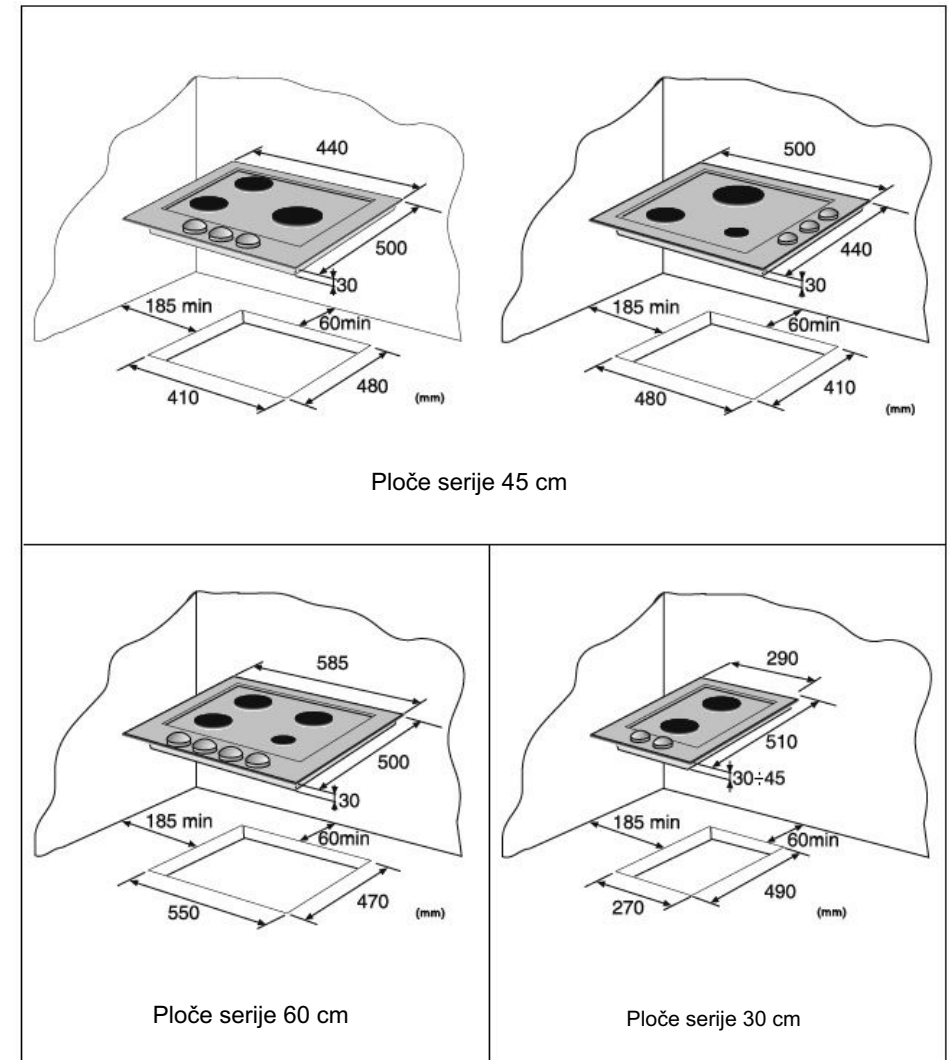 440
500
30
185 min
60min
410
480
(mm)
500
440
30
185 min
60min
480
410
(mm)
Ploče serije 45 cm
585
500
30
185 min
60min
550
470
(mm)
Ploče serije 60 cm
290
510
30÷45
185 min
60min
270
490
(mm)
Ploče serije 30 cm